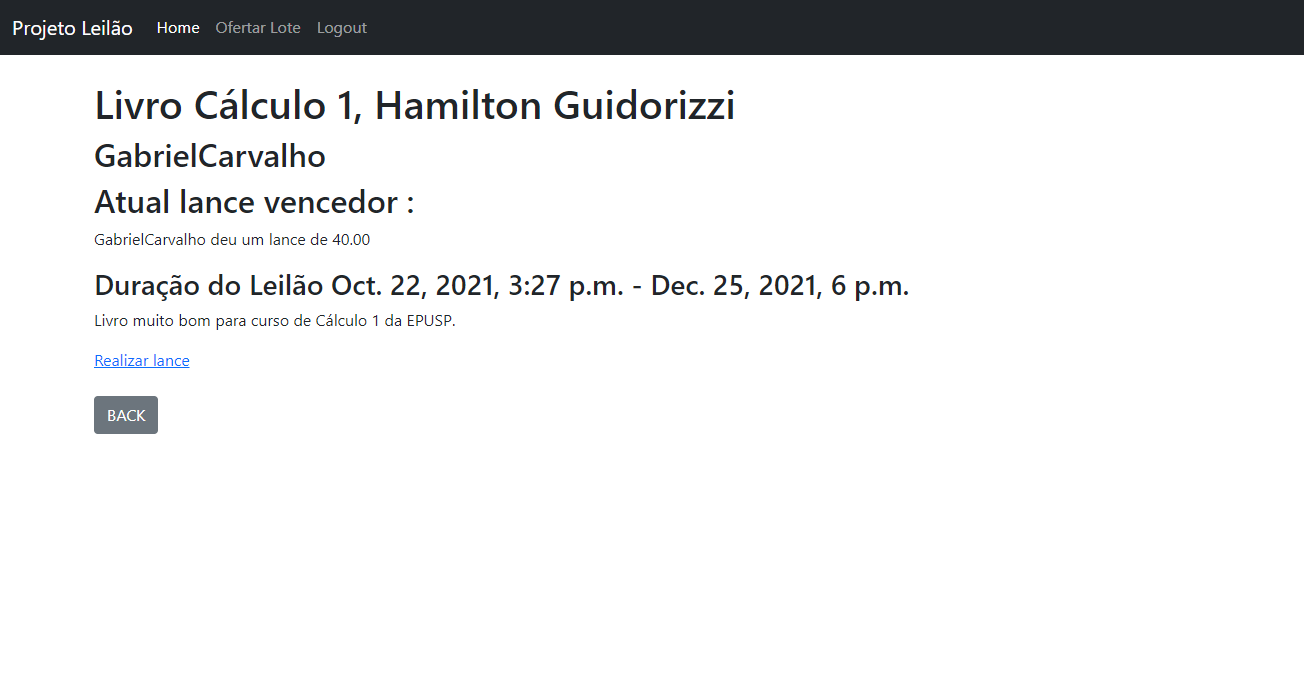 Projeto Leilão Home Ofertar Lote Logout
Livro Cálculo 1, Hamilton Guidorizzi
GabrielCarvalho
Atual lance vencedor :
GabrielCarvalho deu um lance de 40.00
Duração do Leilão Oct. 22, 2021, 3:27 p.m. - Dec. 25, 2021, 6 p.m.
Livro muito bom para curso de Cálculo 1 da EPUSP.
Realizar lance
BACK